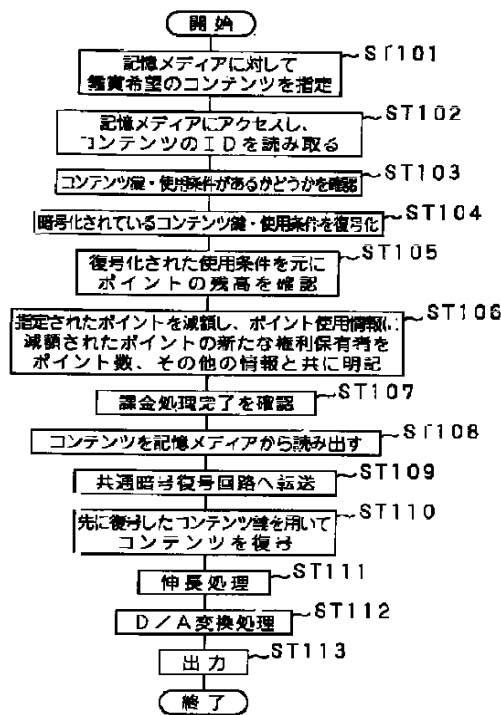 開始
ST101
記憶メディアに対して
鑑賞希望のコンテンツを指定
ST102
記憶メディアにアクセスし、
コンテンツのIDを読み取る
ST103
コンテンツ鍵・使用条件があるかどうかを確認
ST104
暗号化されているコンテンツ鍵・使用条件を復号化
ST105
復号化された使用条件を元に
ポイントの残高を確認
ST106
指定されたポイントを減額し、ポイント使用情報に
減額されたポイントの新たな権利保有者を
ポイント数、その他の情報と共に明記
ST107
課金処理完了を確認
ST108
コンテンツを記憶メディアから読み出す
ST109
共通暗号復号回路へ転送
ST110
先に復号したコンテンツ鍵を用いて
コンテンツを復号
ST111
伸長処理
ST112
D/A変換処理
ST113
出力
終了